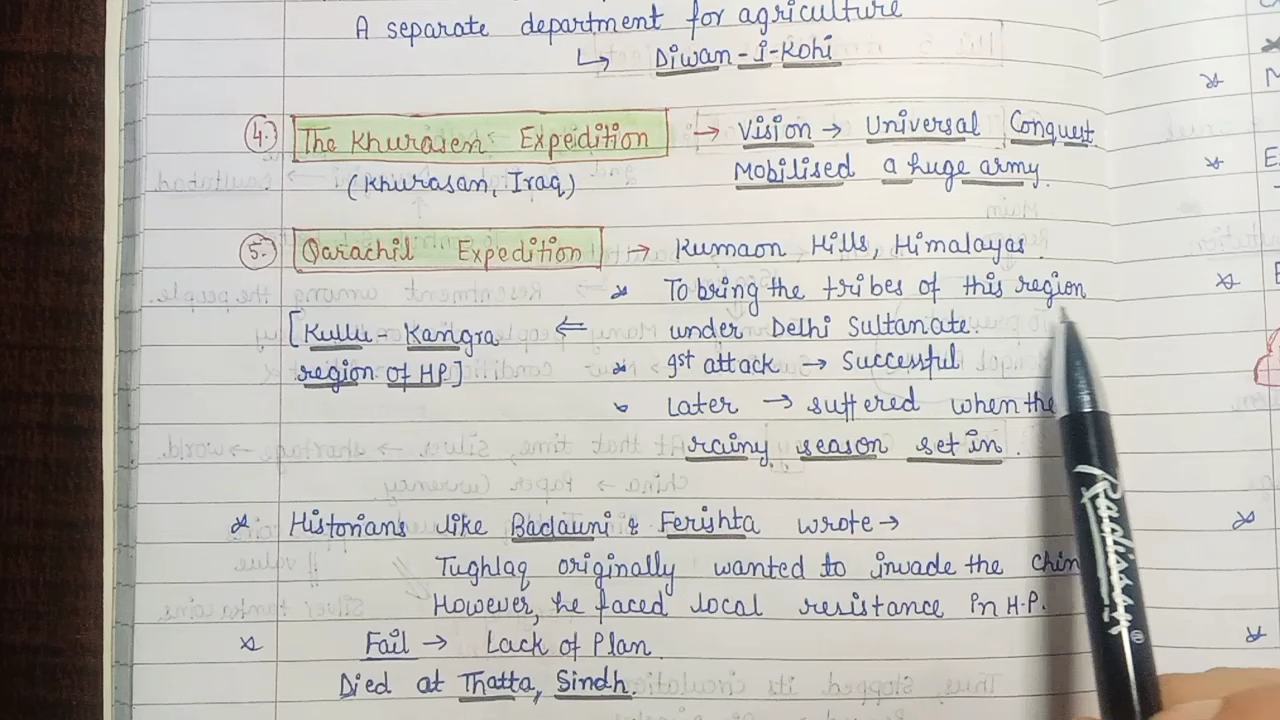 A separate department for agriculture
↳ Diwan-i-Kohi
4. The Khurasen Expedition → Vision → Universal Conquest.
(Khurasan, Iraq) Mobilised a huge army.
5. Qarachil Expedition → Kumaon Hills, Himalayas.
* To bring the tribes of this region
[Kullu - Kangra ⇐ under Delhi Sultanate.
region of HP] * 1st attack → Successful
Later → suffered when the
rainy season set in.
* Historians like Badauni & Ferishta wrote →
Tughlaq originally wanted to invade the
However, he faced local resistance in H.P.
* Fail → Lack of Plan.
Died at Thatta, Sindh.
Radisson®